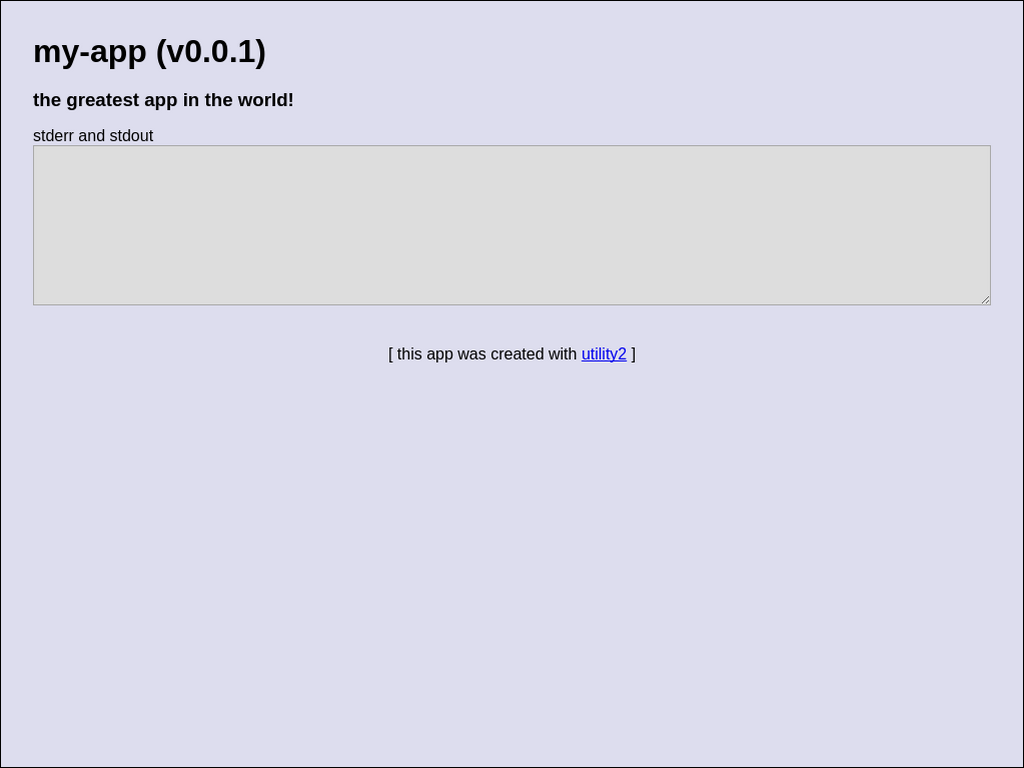 my-app (v0.0.1)
the greatest app in the world!
stderr and stdout
[ this app was created with utility2 ]